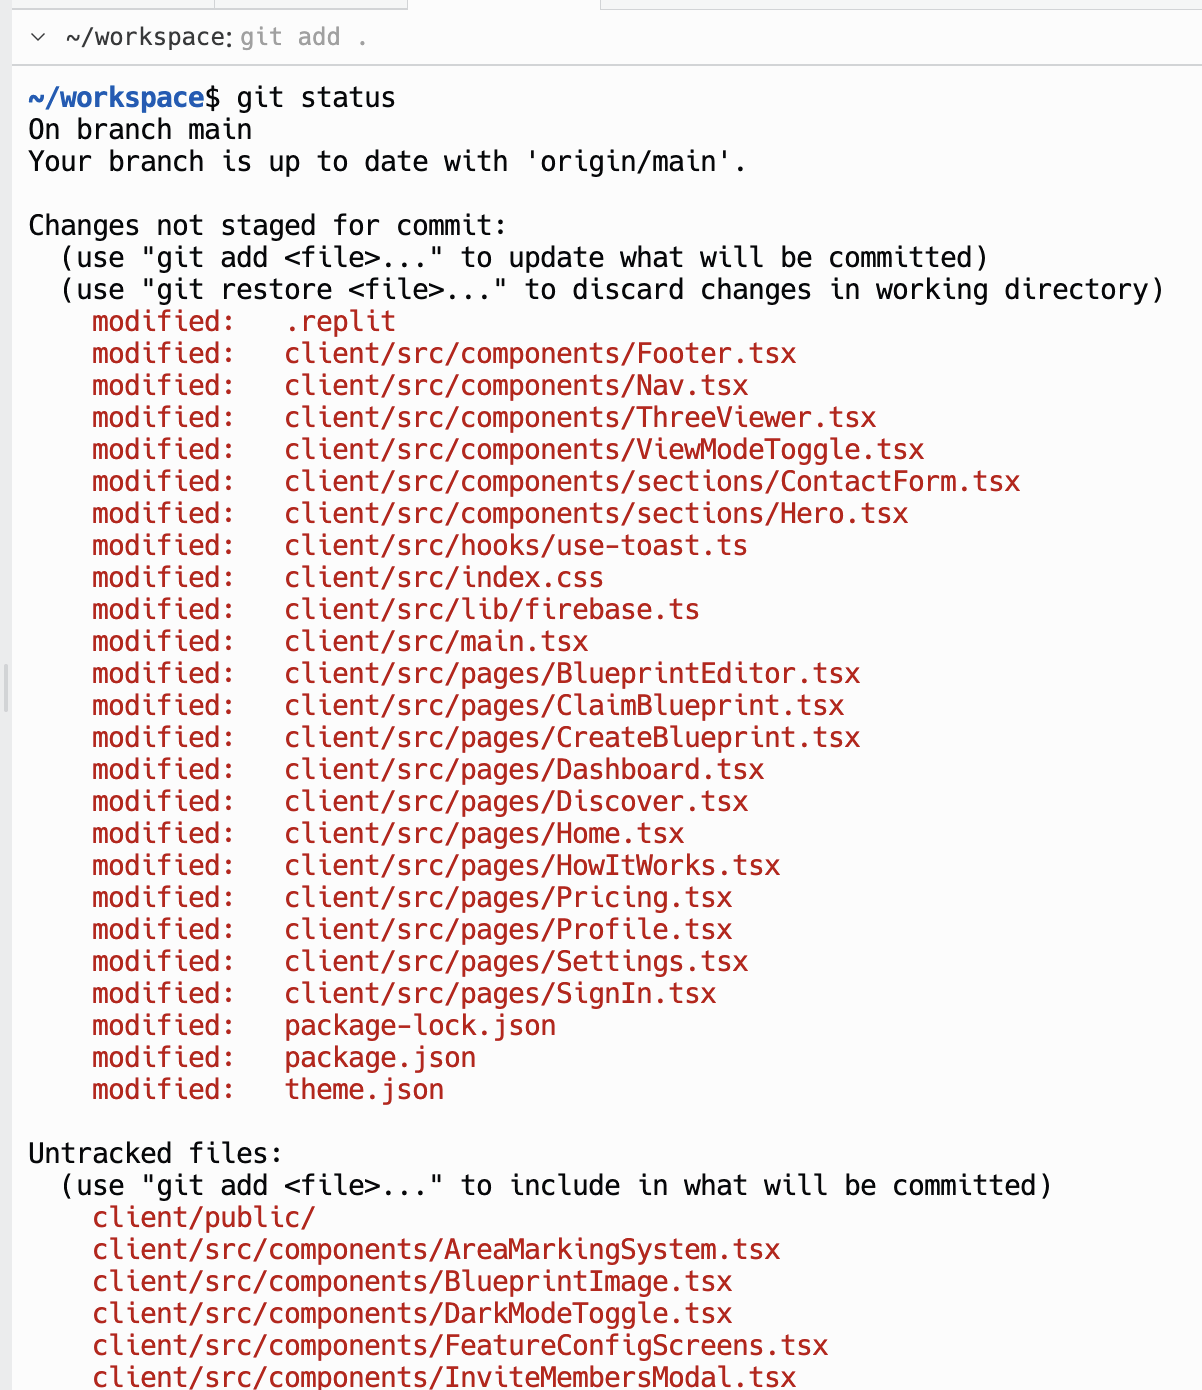 ~/workspace: git add .
~/workspace$ git status
On branch main
Your branch is up to date with 'origin/main'.
Changes not staged for commit:
  (use "git add <file>..." to update what will be committed)
  (use "git restore <file>..." to discard changes in working directory)
    modified:   .replit
    modified:   client/src/components/Footer.tsx
    modified:   client/src/components/Nav.tsx
    modified:   client/src/components/ThreeViewer.tsx
    modified:   client/src/components/ViewModeToggle.tsx
    modified:   client/src/components/sections/ContactForm.tsx
    modified:   client/src/components/sections/Hero.tsx
    modified:   client/src/hooks/use-toast.ts
    modified:   client/src/index.css
    modified:   client/src/lib/firebase.ts
    modified:   client/src/main.tsx
    modified:   client/src/pages/BlueprintEditor.tsx
    modified:   client/src/pages/ClaimBlueprint.tsx
    modified:   client/src/pages/CreateBlueprint.tsx
    modified:   client/src/pages/Dashboard.tsx
    modified:   client/src/pages/Discover.tsx
    modified:   client/src/pages/Home.tsx
    modified:   client/src/pages/HowItWorks.tsx
    modified:   client/src/pages/Pricing.tsx
    modified:   client/src/pages/Profile.tsx
    modified:   client/src/pages/Settings.tsx
    modified:   client/src/pages/SignIn.tsx
    modified:   package-lock.json
    modified:   package.json
    modified:   theme.json
Untracked files:
  (use "git add <file>..." to include in what will be committed)
    client/public/
    client/src/components/AreaMarkingSystem.tsx
    client/src/components/BlueprintImage.tsx
    client/src/components/DarkModeToggle.tsx
    client/src/components/FeatureConfigScreens.tsx
    client/src/components/InviteMembersModal.tsx